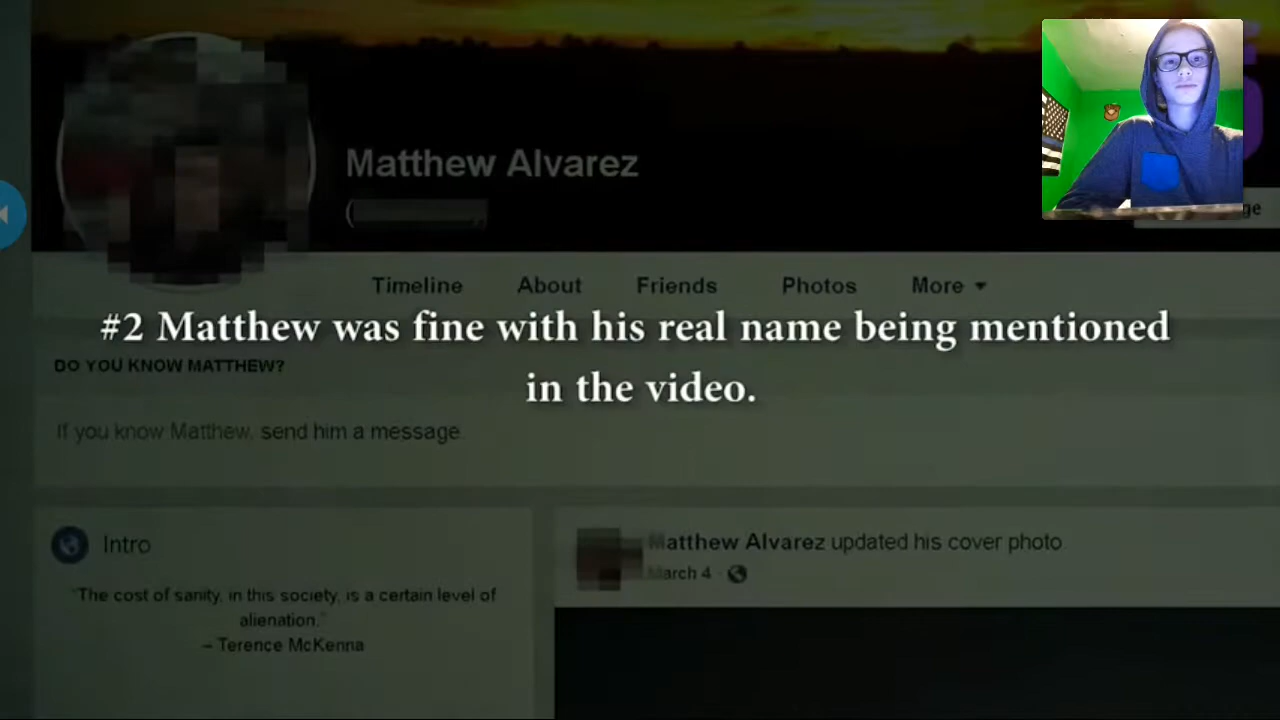 Matthew Alvarez
ge
Timeline About Friends Photos More
#2 Matthew was fine with his real name being mentioned
in the video.
DO YOU KNOW MATTHEW?
If you know Matthew, send him a message
Intro
Matthew Alvarez updated his cover photo
March 4
"The cost of sanity, in this society, is a certain level of
alienation."
– Terence McKenna